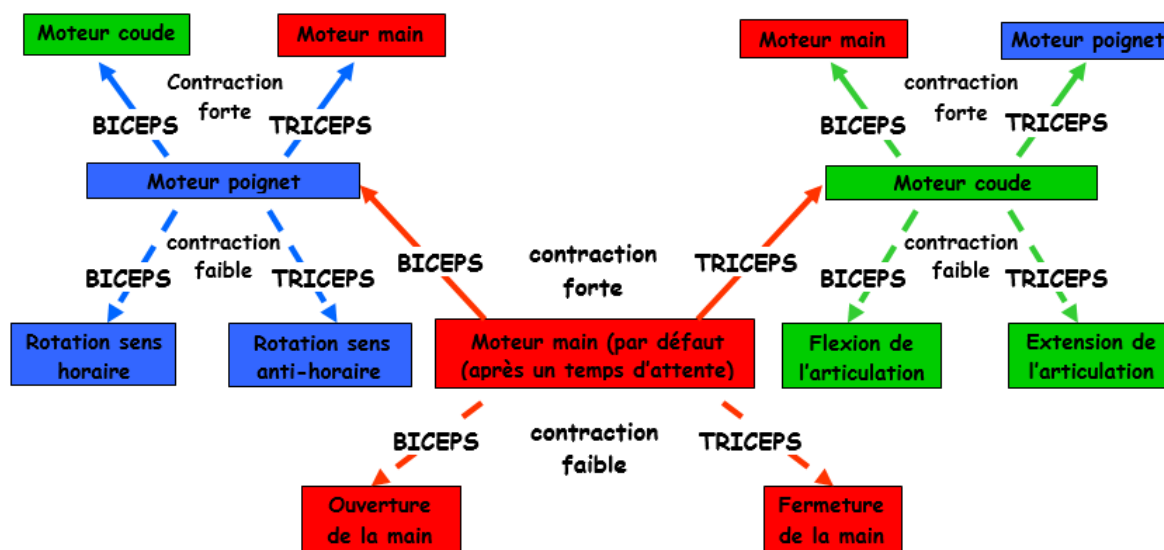 Moteur coude
Moteur main
Moteur main
Moteur poignet
Contraction
forte
contraction
forte
BICEPS
TRICEPS
BICEPS
TRICEPS
Moteur poignet
Moteur coude
contraction
faible
contraction
faible
BICEPS
TRICEPS
BICEPS
contraction
forte
TRICEPS
BICEPS
TRICEPS
Rotation sens
horaire
Rotation sens
anti-horaire
Moteur main (par défaut
(après un temps d'attente)
Flexion de
l'articulation
Extension de
l'articulation
BICEPS
contraction
faible
TRICEPS
Ouverture
de la main
Fermeture
de la main